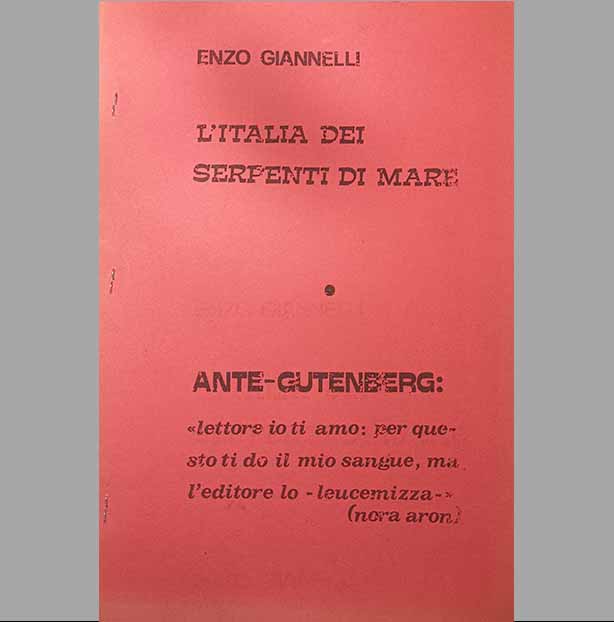 ENZO GIANNELLI
L'ITALIA DEI
SERPENTI DI MARE
ANTE-GUTENBERG:
«lettore io ti amo: per que-
sto ti do il mio sangue, ma
l'editore lo - leucemizza-»
(nora aron)